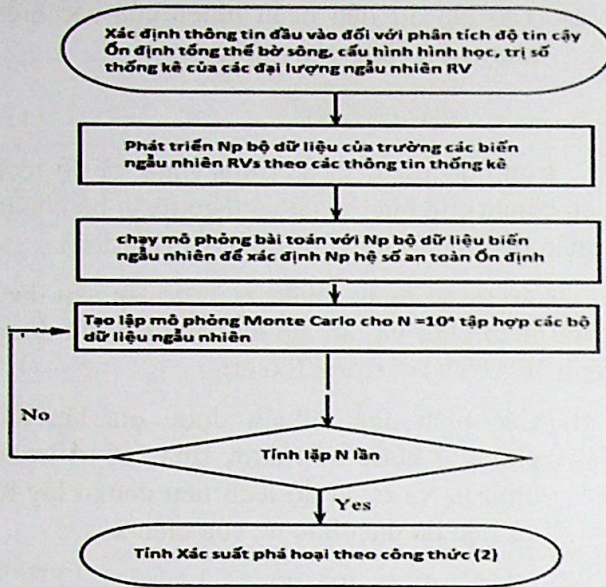 Xác định thông tin đầu vào đối với phân tích độ tin cậy
Ổn định tổng thể bờ sông, cấu hình hình học, trị số
thống kê của các đại lượng ngẫu nhiên RV
Phát triển Np bộ dữ liệu của trường các biến
ngẫu nhiên RVs theo các thông tin thống kê
chạy mô phỏng bài toán với Np bộ dữ liệu biến
ngẫu nhiên để xác định Np hệ số an toàn Ổn định
Tạo lập mô phỏng Monte Carlo cho N =10⁴ tập hợp các bộ
dữ liệu ngẫu nhiên
No
Tính lặp N lần
Yes
Tính Xác suất phá hoại theo công thức (2)